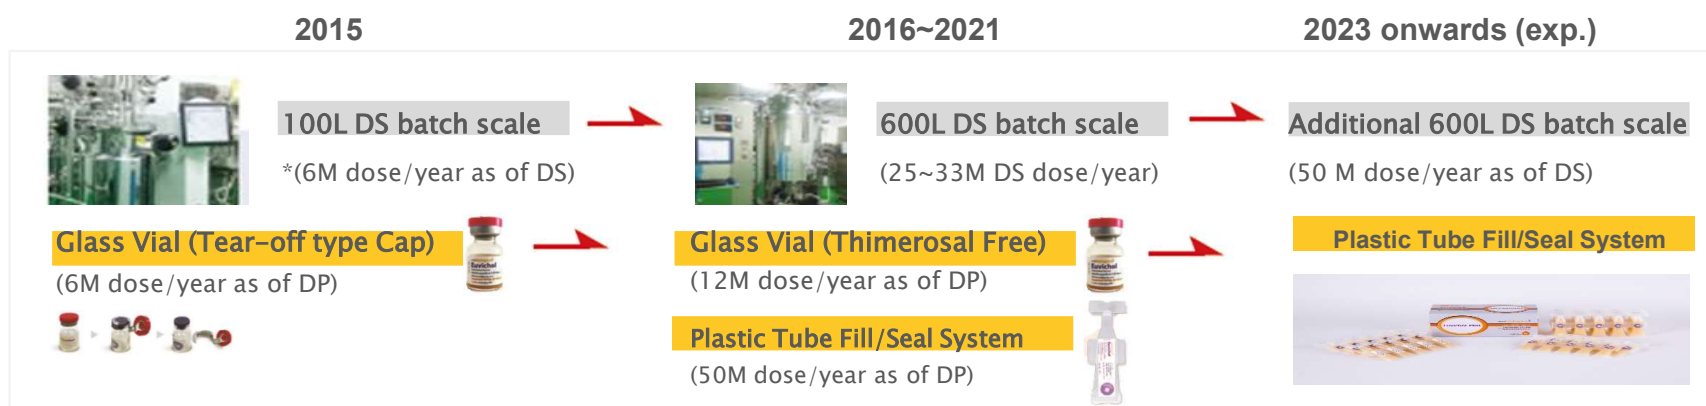 2015
2016~2021
2023 onwards (exp.)
100L DS batch scale
*(6M dose/year as of DS)
600L DS batch scale
(25~33M DS dose/year)
Additional 600L DS batch scale
(50 M dose/year as of DS)
Glass Vial (Tear-off type Cap)
(6M dose/year as of DP)
Glass Vial (Thimerosal Free)
(12M dose/year as of DP)
Plastic Tube Fill/Seal System
(50M dose/year as of DP)
Plastic Tube Fill/Seal System
Euvichol